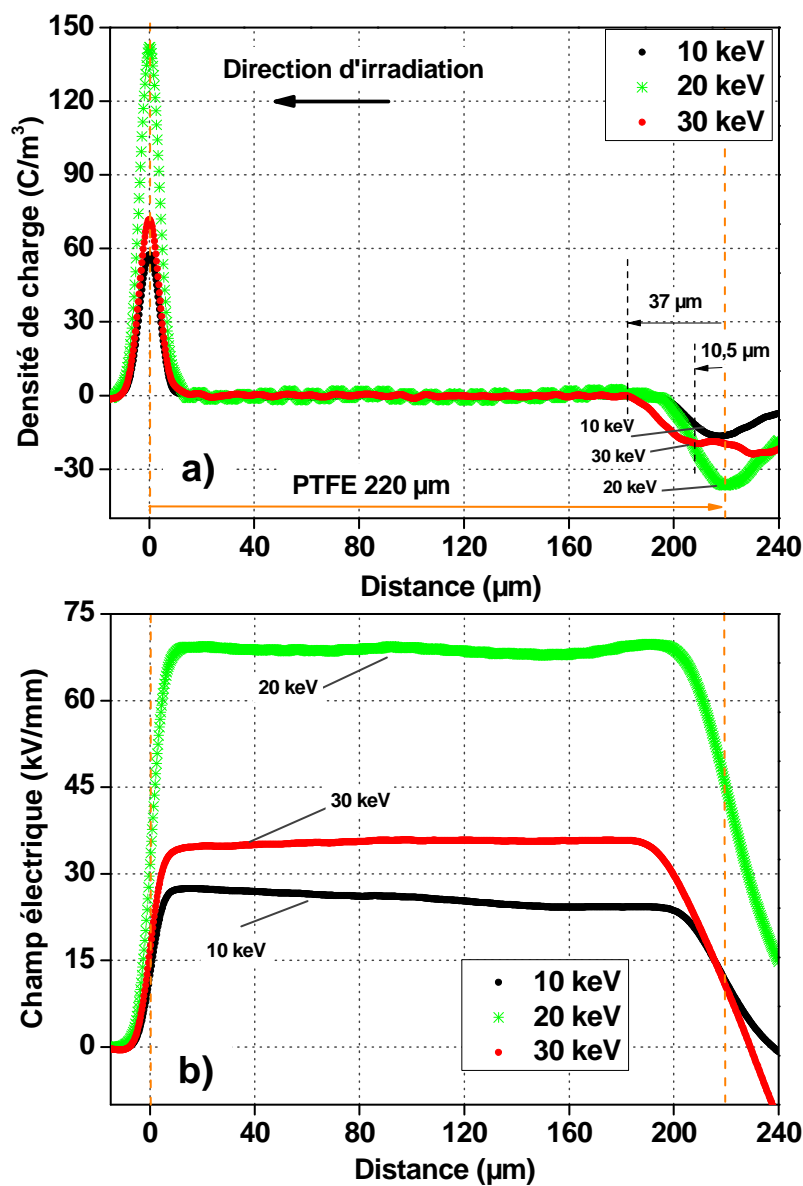 150
120
90
60
30
0
-30
Densité de charge (C/m³)
Direction d'irradiation
10 keV
20 keV
30 keV
37 µm
10,5 µm
10 keV
30 keV
20 keV
a)
PTFE 220 µm
0 40 80 120 160 200 240
Distance (µm)
75
60
45
30
15
0
Champ électrique (kV/mm)
20 keV
30 keV
10 keV
10 keV
20 keV
30 keV
b)
0 40 80 120 160 200 240
Distance (µm)